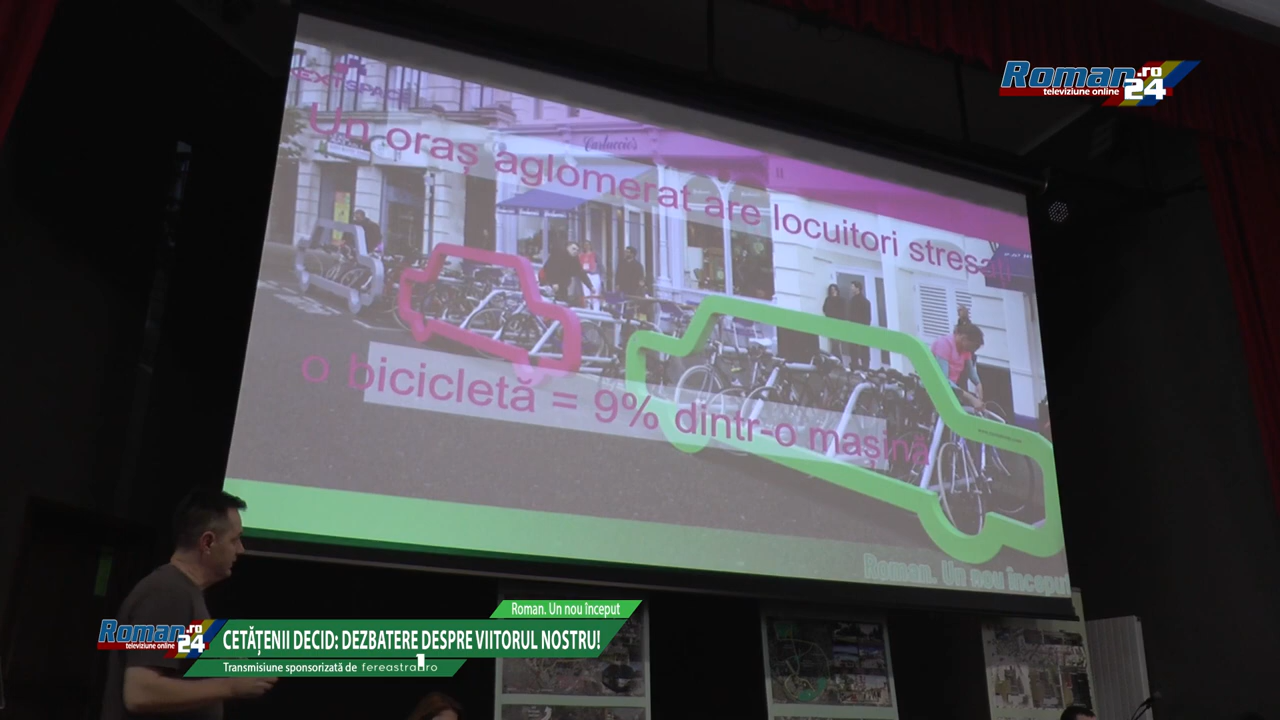 Roman.ro
24
televiziune online
EXTSPACE
Un oraș aglomerat are locuitori stresați
Carluccio's
o bicicletă = 9% dintr-o mașină
Roman. Un nou început
Roman. Un nou început
Roman.ro
24
televiziune online
CETĂȚENII DECID: DEZBATERE DESPRE VIITORUL NOSTRU!
Transmisiune sponsorizată de fereastra.ro